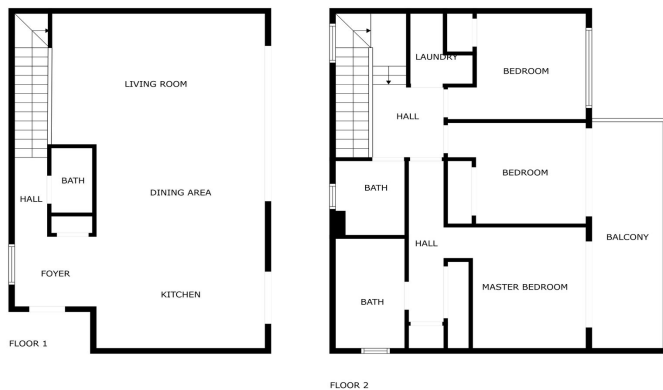 LIVING ROOM
BATH
DINING AREA
HALL
FOYER
KITCHEN
FLOOR 1
LAUNDRY
BEDROOM
HALL
BEDROOM
BATH
BALCONY
HALL
MASTER BEDROOM
BATH
FLOOR 2